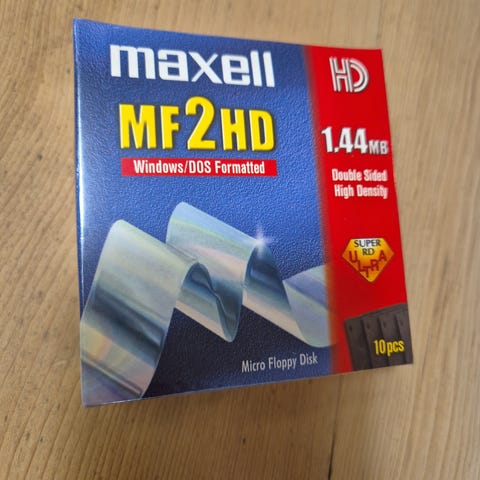 maxell
HD
MF2HD
Windows/DOS Formatted
1.44MB
Double Sided
High Density
SUPER
RD
ULTRA
Micro Floppy Disk
10pcs